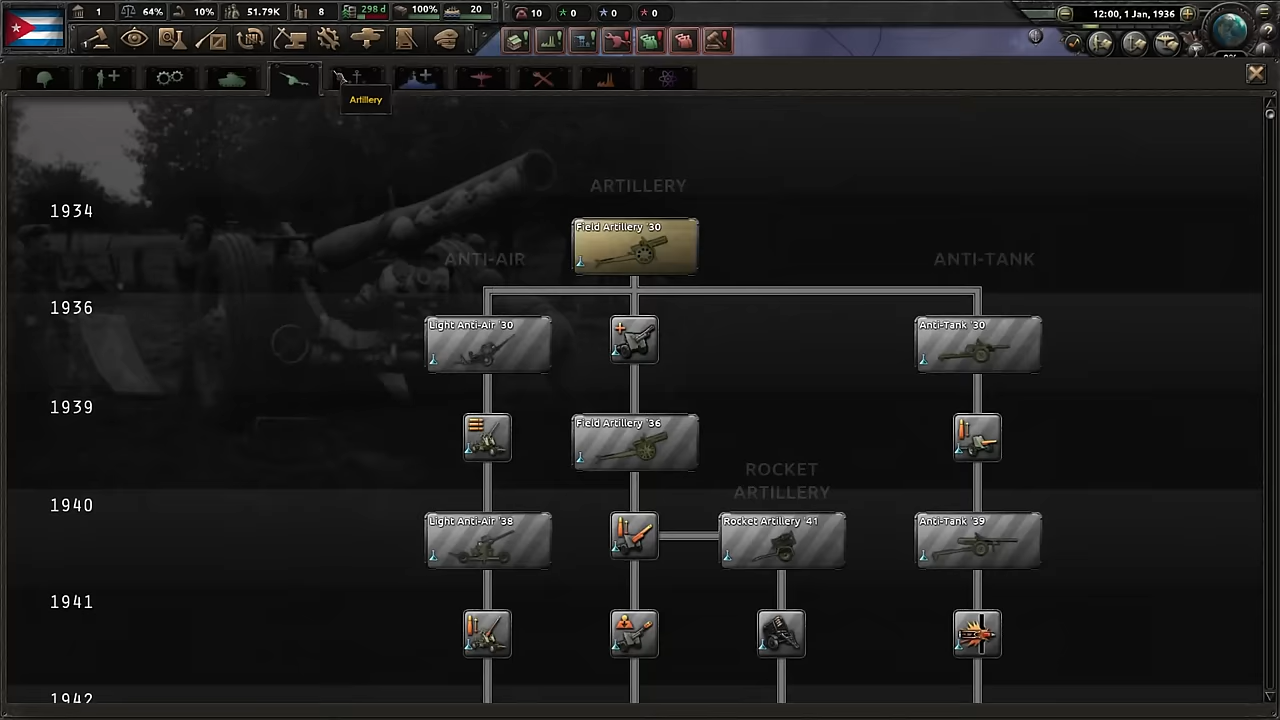 1
64%
10%
51.79K
8
298 d
100%
20
10
0
0
0
12:00, 1 Jan, 1936
Artillery
ARTILLERY
1934
Field Artillery '30
ANTI-AIR
ANTI-TANK
1936
Light Anti-Air '30
Anti-Tank '30
1939
Field Artillery '36
ROCKET
ARTILLERY
1940
Light Anti-Air '38
Rocket Artillery '41
Anti-Tank '39
1941
1942